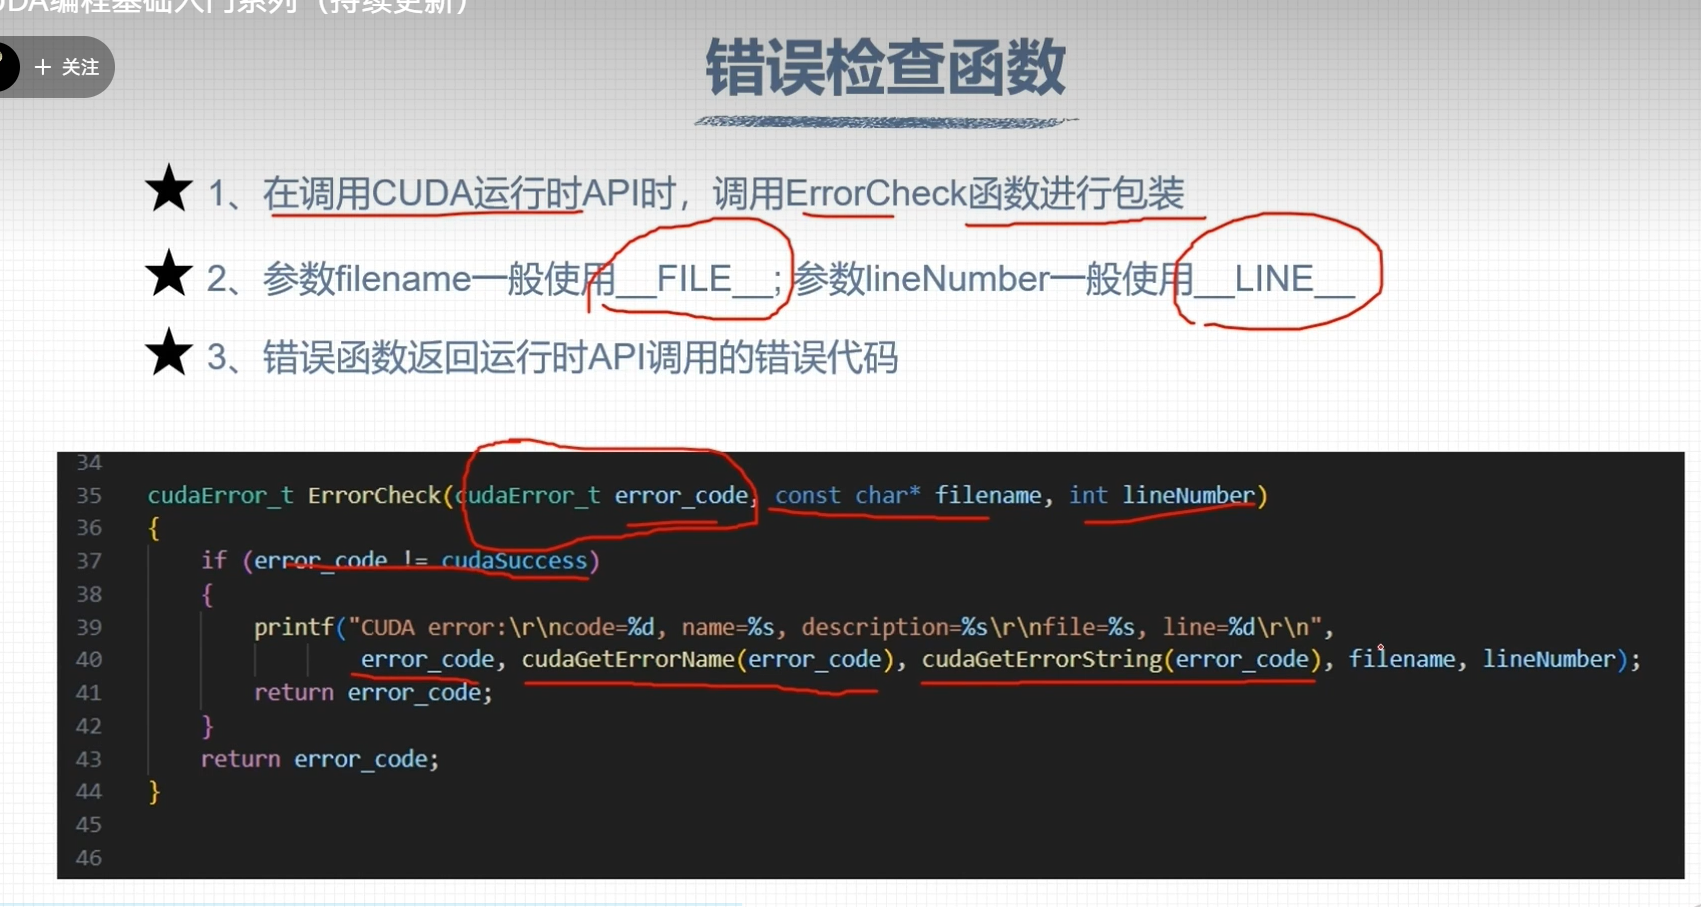 DA编程基础入门系列（持续更新）
+ 关注
错误检查函数
★ 1、在调用CUDA运行时API时，调用ErrorCheck函数进行包装
★ 2、参数filename一般使用__FILE__; 参数lineNumber一般使用__LINE__
★ 3、错误函数返回运行时API调用的错误代码
34
35 cudaError_t ErrorCheck(cudaError_t error_code, const char* filename, int lineNumber)
36 {
37 if (error_code != cudaSuccess)
38 {
39 printf("CUDA error:\r\ncode=%d, name=%s, description=%s\r\nfile=%s, line=%d\r\n",
40 error_code, cudaGetErrorName(error_code), cudaGetErrorString(error_code), filename, lineNumber);
41 return error_code;
42 }
43 return error_code;
44 }
45
46